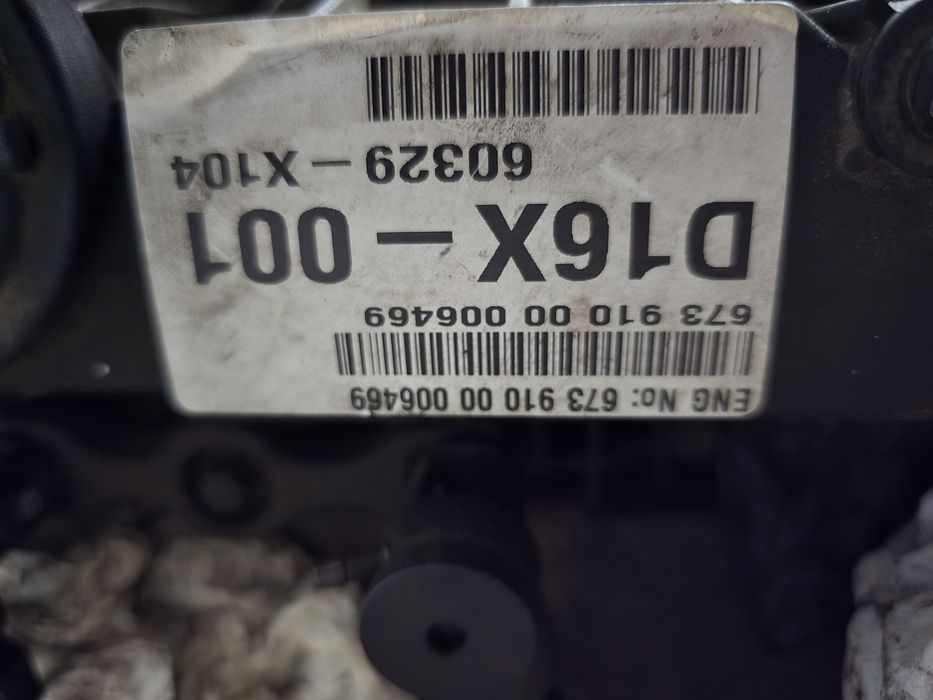 ENG No: 673 910 00 006469
673 910 00 006469
D16X – 001
60329 – X104